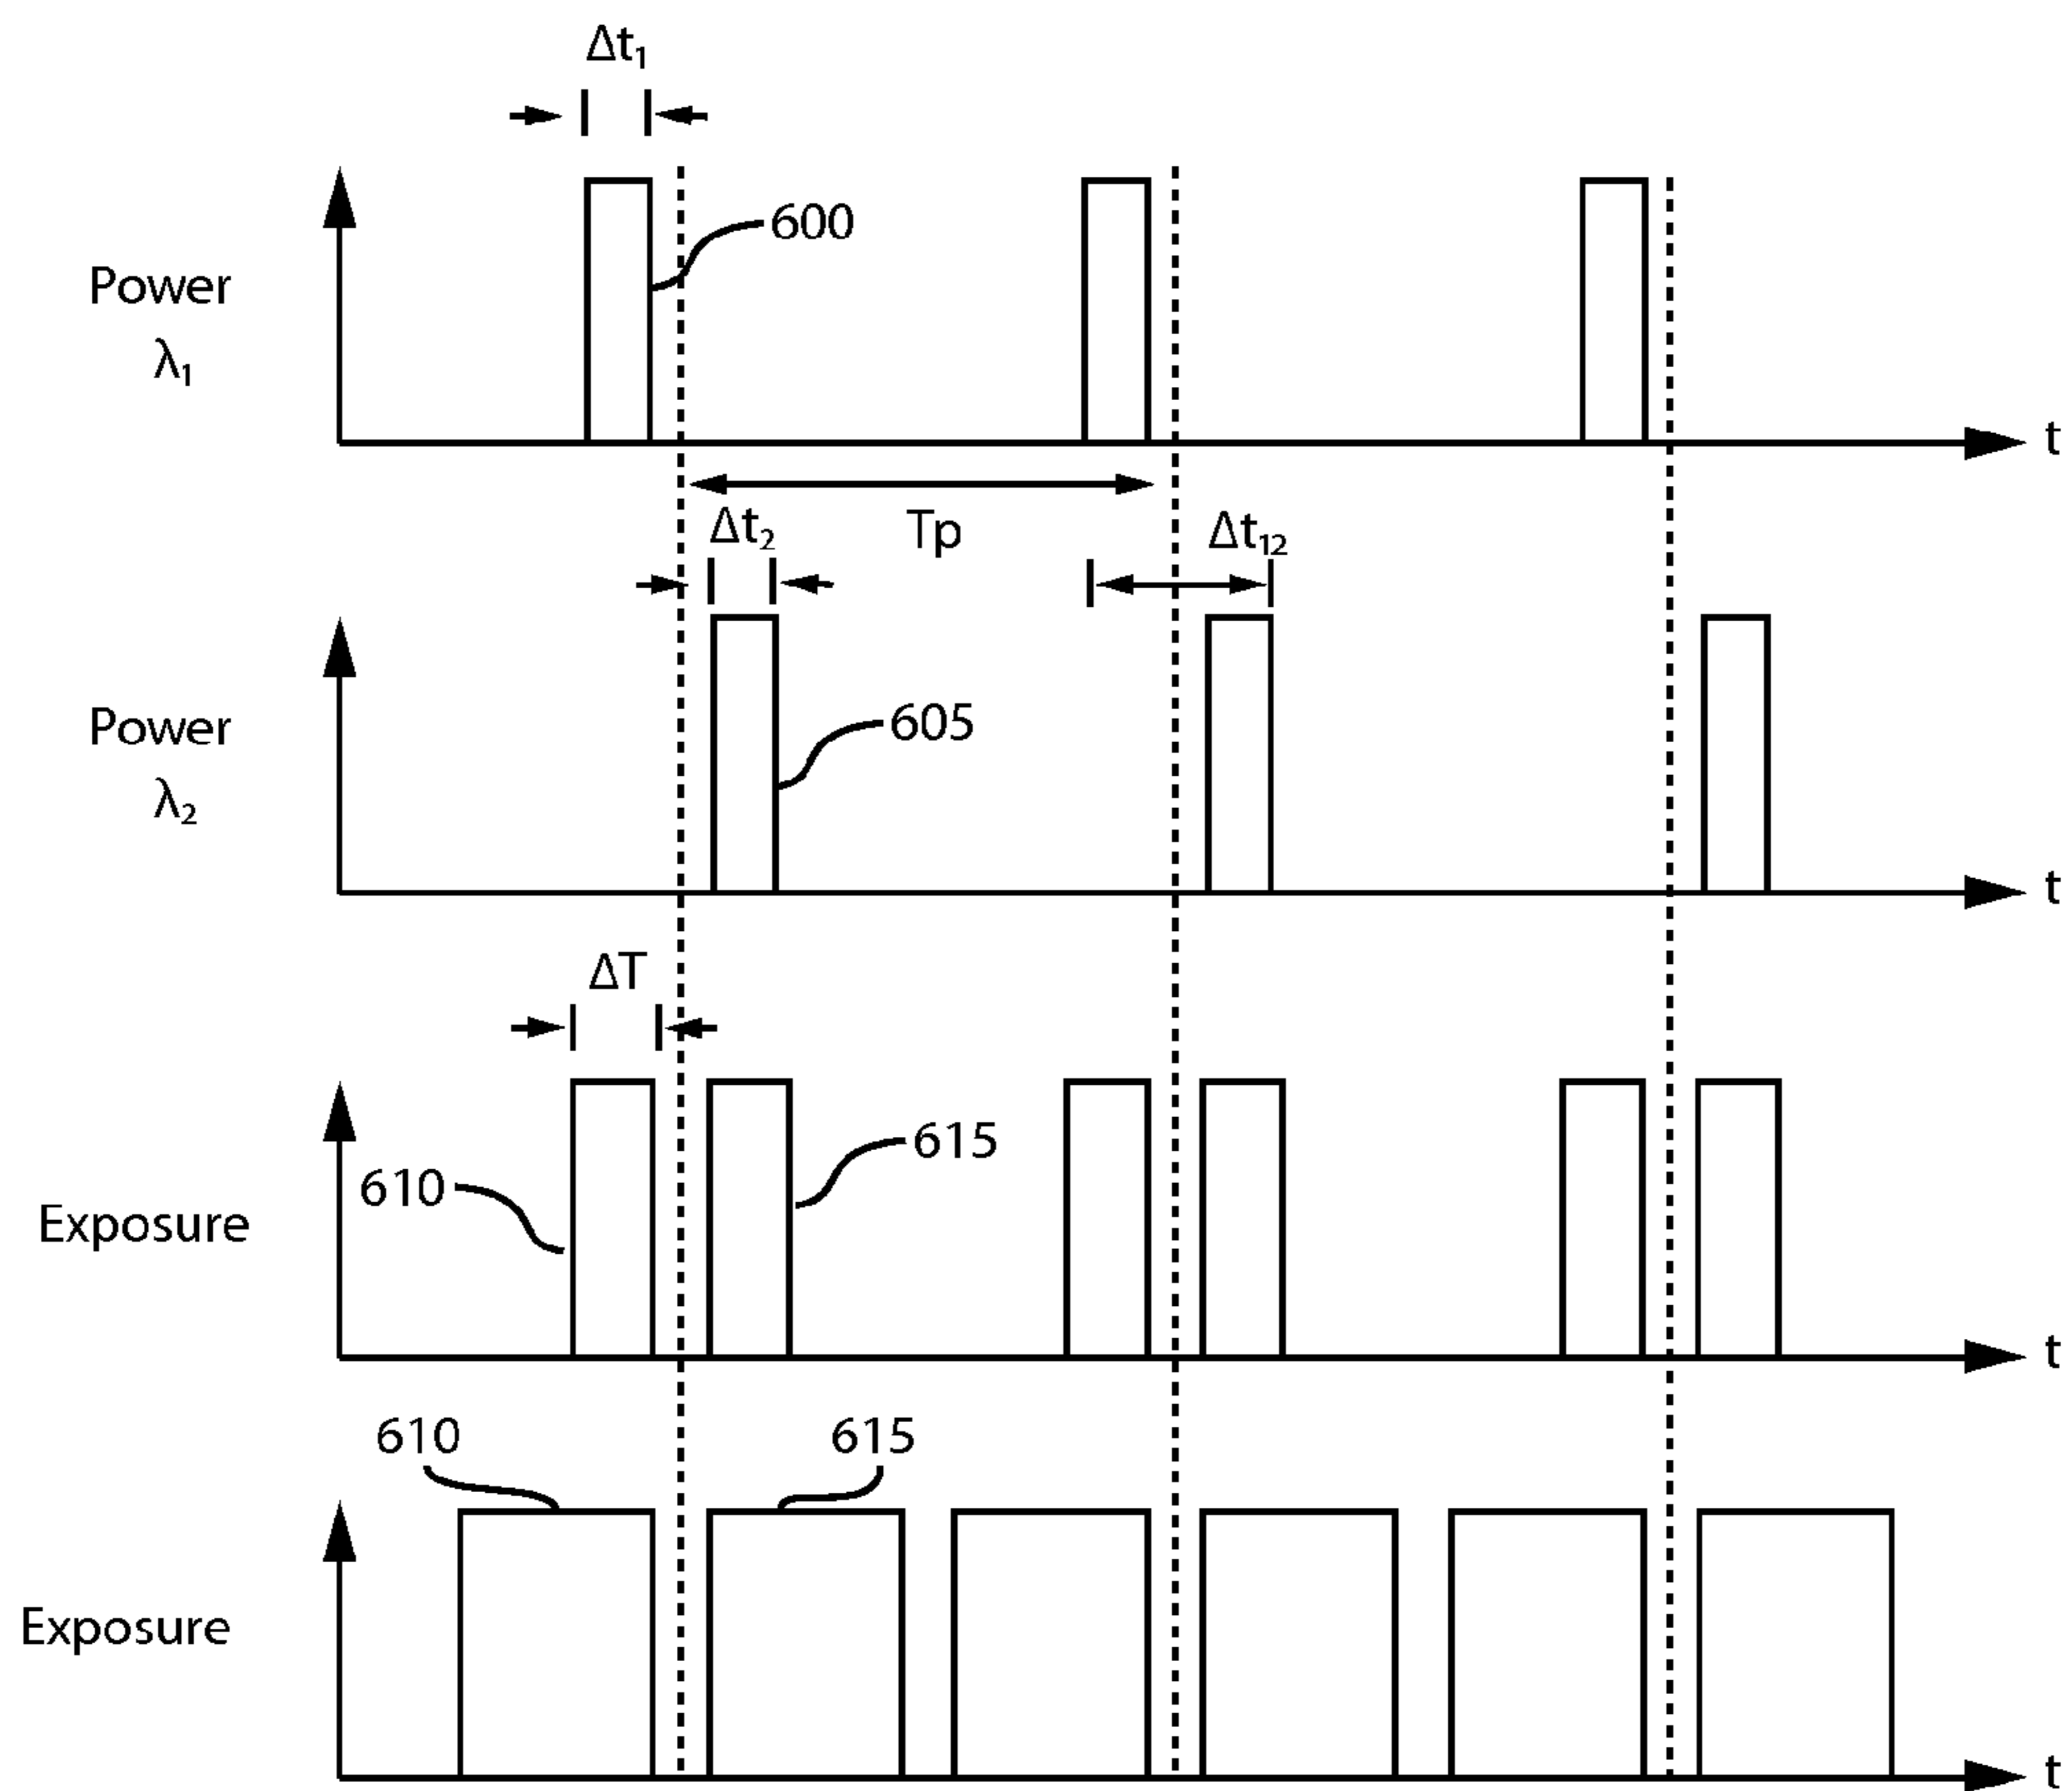 Δt₁
600
Power
λ₁
t
Δt₂
Tp
Δt₁₂
605
Power
λ₂
t
ΔT
615
610
Exposure
t
610
615
Exposure
t